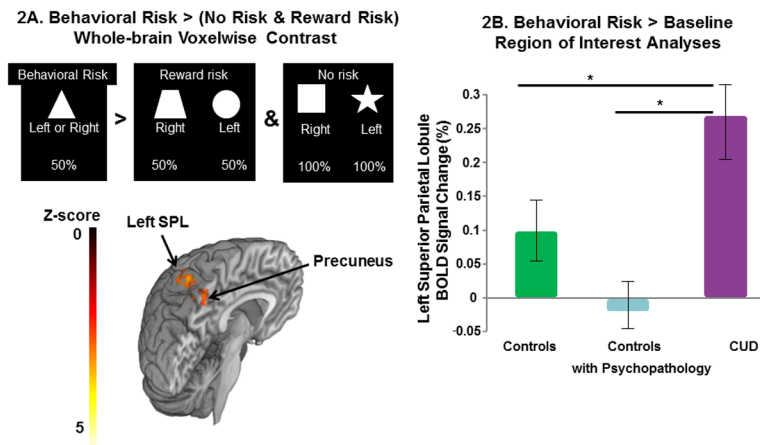 2A. Behavioral Risk > (No Risk & Reward Risk)
Whole-brain Voxelwise Contrast
Behavioral Risk
Left or Right
50%
>
Reward risk
Right Left
50% 50%
&
No risk
Right Left
100% 100%
Z-score
0
5
Left SPL
Precuneus
2B. Behavioral Risk > Baseline
Region of Interest Analyses
Left Superior Parietal Lobule
BOLD Signal Change (%)
0.3
0.25
0.2
0.15
0.1
0.05
0
-0.05
*
*
Controls Controls CUD
with Psychopathology